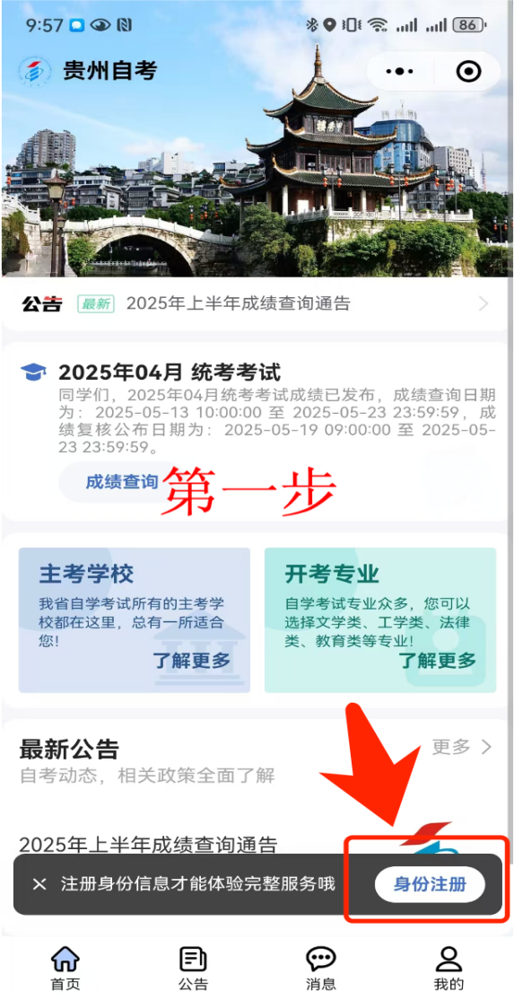 9:57
86
贵州自考
甲秀楼
公告 最新 2025年上半年成绩查询通告
2025年04月 统考考试
同学们，2025年04月统考考试成绩已发布，成绩查询日期
为：2025-05-13 10:00:00 至 2025-05-23 23:59:59，成
绩复核公布日期为：2025-05-19 09:00:00 至 2025-05-
23 23:59:59。
成绩查询
第一步
主考学校
我省自学考试所有的主考学
校都在这里，总有一所适合
您!
了解更多
开考专业
自学考试专业众多，您可以
选择文学类、工学类、法律
类、教育类等专业!
了解更多
最新公告
更多
自考动态，相关政策全面了解
2025年上半年成绩查询通告
× 注册身份信息才能体验完整服务哦
身份注册
首页
公告
消息
我的